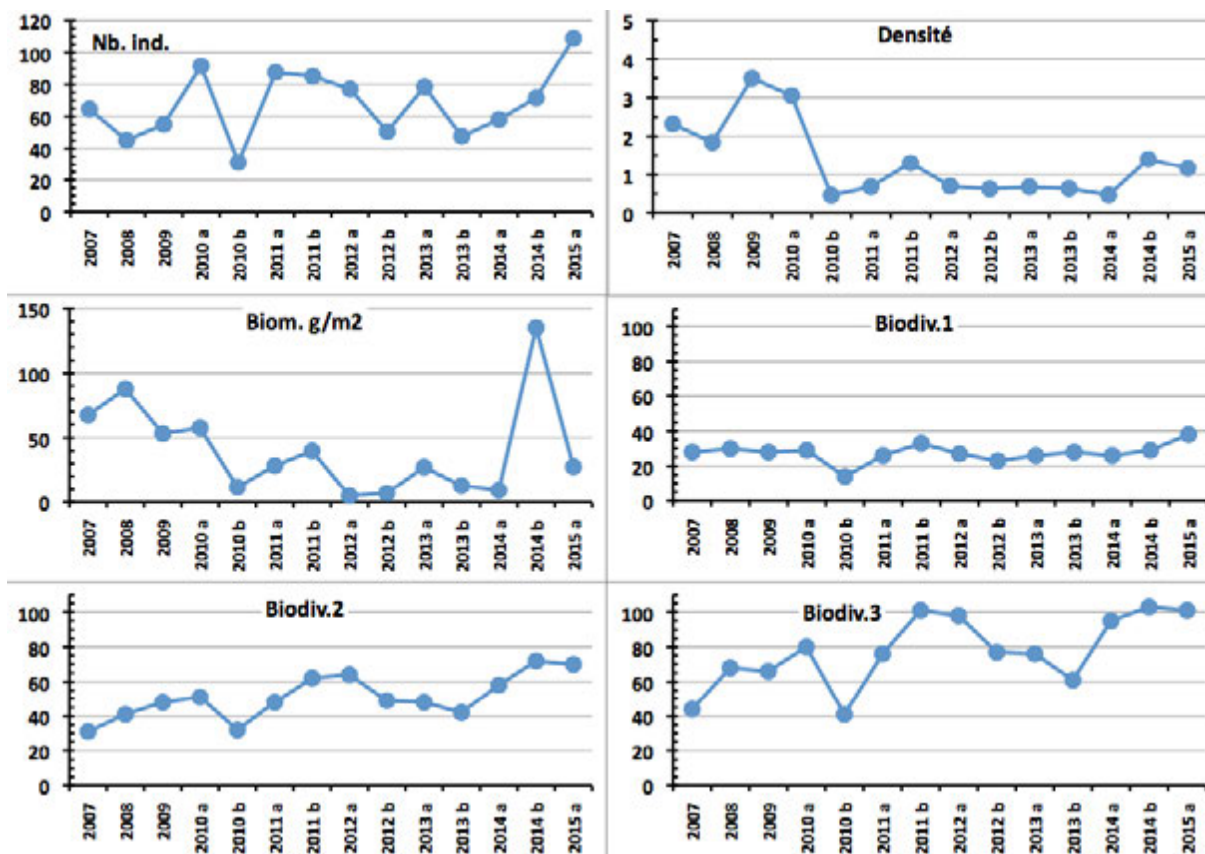 Nb. ind.
120
100
80
60
40
20
0
2007
2008
2009
2010 a
2010 b
2011 a
2011 b
2012 a
2012 b
2013 a
2013 b
2014 a
2014 b
2015 a
Densité
5
4
3
2
1
0
2007
2008
2009
2010 a
2010 b
2011 a
2011 b
2012 a
2012 b
2013 a
2013 b
2014 a
2014 b
2015 a
Biom. g/m2
150
100
50
0
2007
2008
2009
2010 a
2010 b
2011 a
2011 b
2012 a
2012 b
2013 a
2013 b
2014 a
2014 b
2015 a
Biodiv.1
100
80
60
40
20
0
2007
2008
2009
2010 a
2010 b
2011 a
2011 b
2012 a
2012 b
2013 a
2013 b
2014 a
2014 b
2015 a
Biodiv.2
100
80
60
40
20
0
2007
2008
2009
2010 a
2010 b
2011 a
2011 b
2012 a
2012 b
2013 a
2013 b
2014 a
2014 b
2015 a
Biodiv.3
100
80
60
40
20
0
2007
2008
2009
2010 a
2010 b
2011 a
2011 b
2012 a
2012 b
2013 a
2013 b
2014 a
2014 b
2015 a